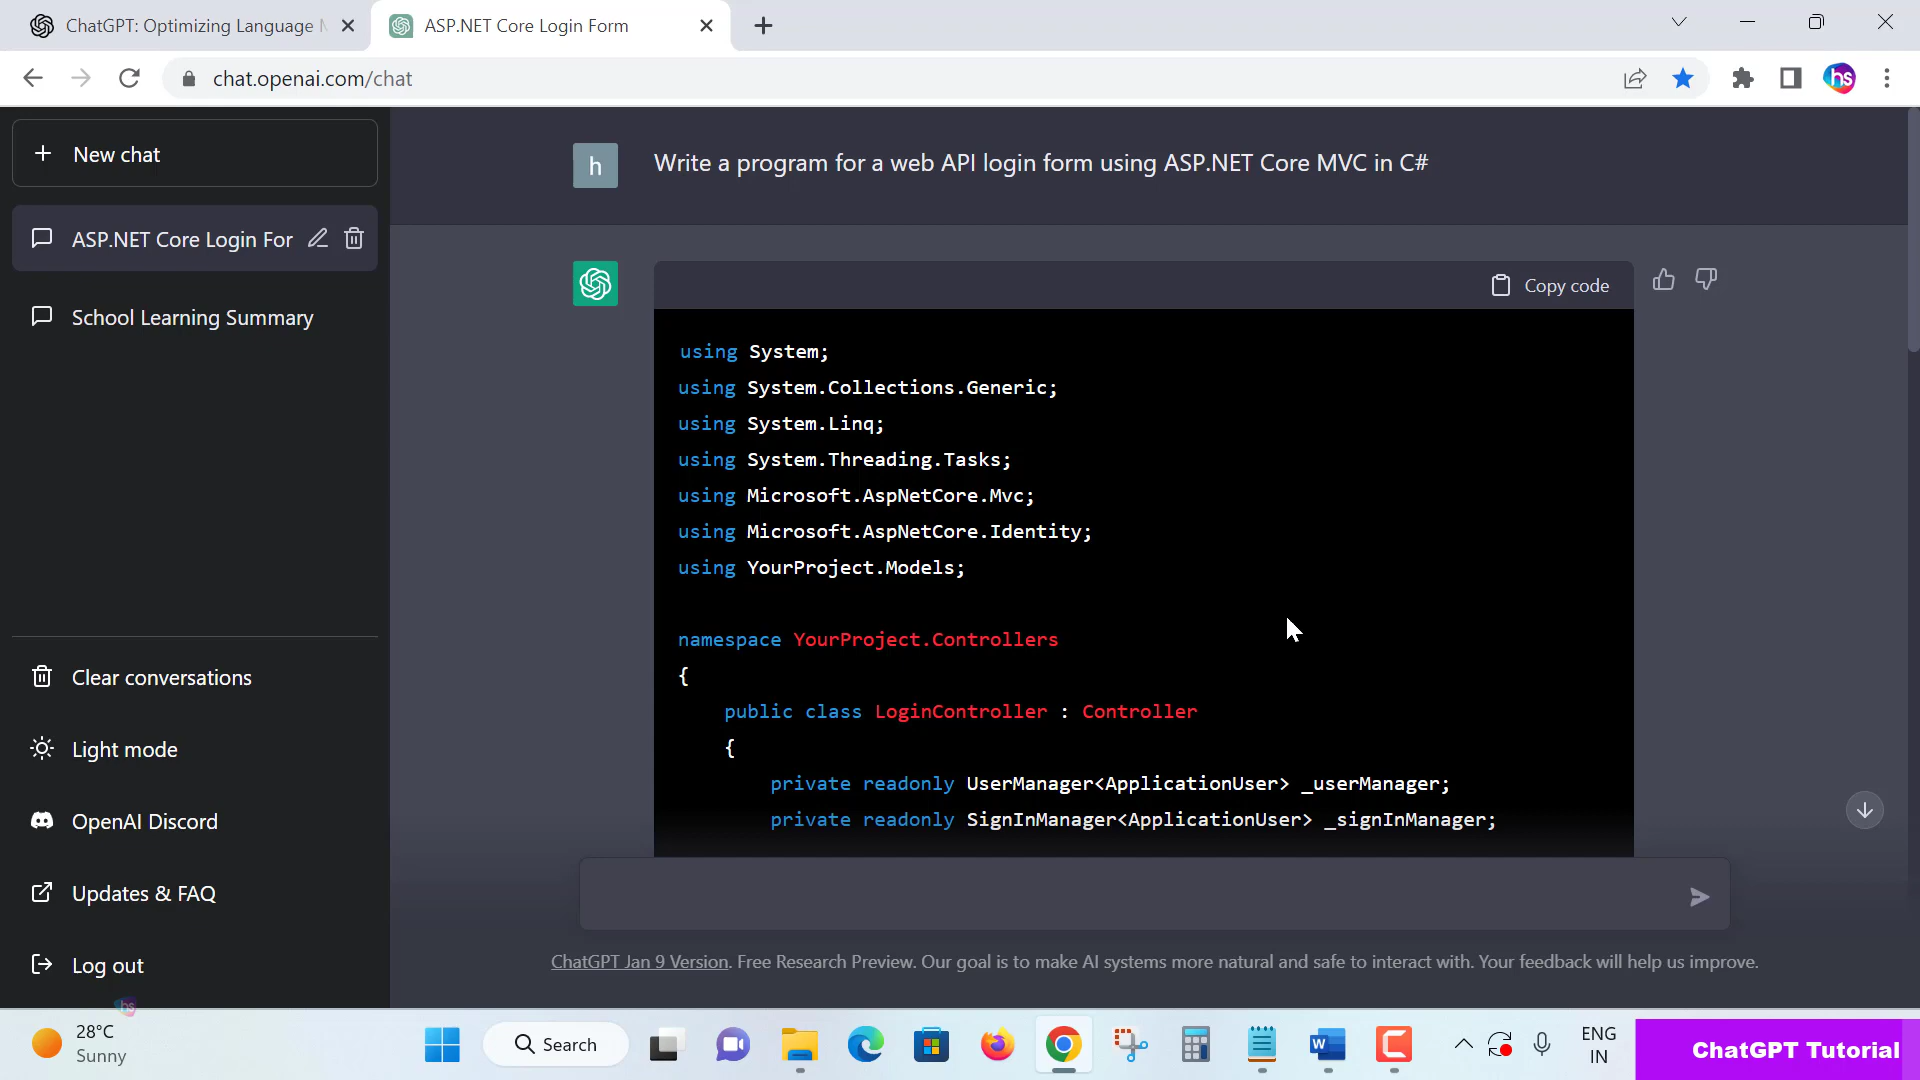 ChatGPT: Optimizing Language
ASP.NET Core Login Form
hs
chat.openai.com/chat
New chat
ASP.NET Core Login For
School Learning Summary
Clear conversations
Light mode
OpenAI Discord
Updates & FAQ
Log out
hs
h
Write a program for a web API login form using ASP.NET Core MVC in C#
Copy code
using System;
using System.Collections.Generic;
using System.Linq;
using System.Threading.Tasks;
using Microsoft.AspNetCore.Mvc;
using Microsoft.AspNetCore.Identity;
using YourProject.Models;
namespace YourProject.Controllers
{
public class LoginController : Controller
{
private readonly UserManager<ApplicationUser> _userManager;
private readonly SignInManager<ApplicationUser> _signInManager;
ChatGPT Jan 9 Version. Free Research Preview. Our goal is to make AI systems more natural and safe to interact with. Your feedback will help us improve.
28°C
Sunny
Search
W
ENG
IN
ChatGPT Tutorial